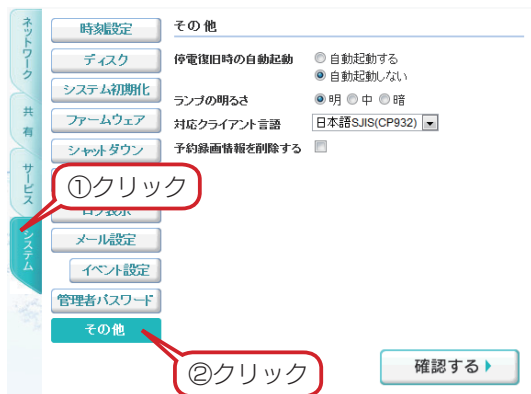 ネットワーク
共有
サービス
システム
時刻設定
ディスク
システム初期化
ファームウェア
シャットダウン
ログ表示
メール設定
イベント設定
管理者パスワード
その他
その他
停電復旧時の自動起動
自動起動する
自動起動しない
ランプの明るさ
明 中 暗
対応クライアント言語
日本語SJIS(CP932)
予約録画情報を削除する
①クリック
②クリック
確認する